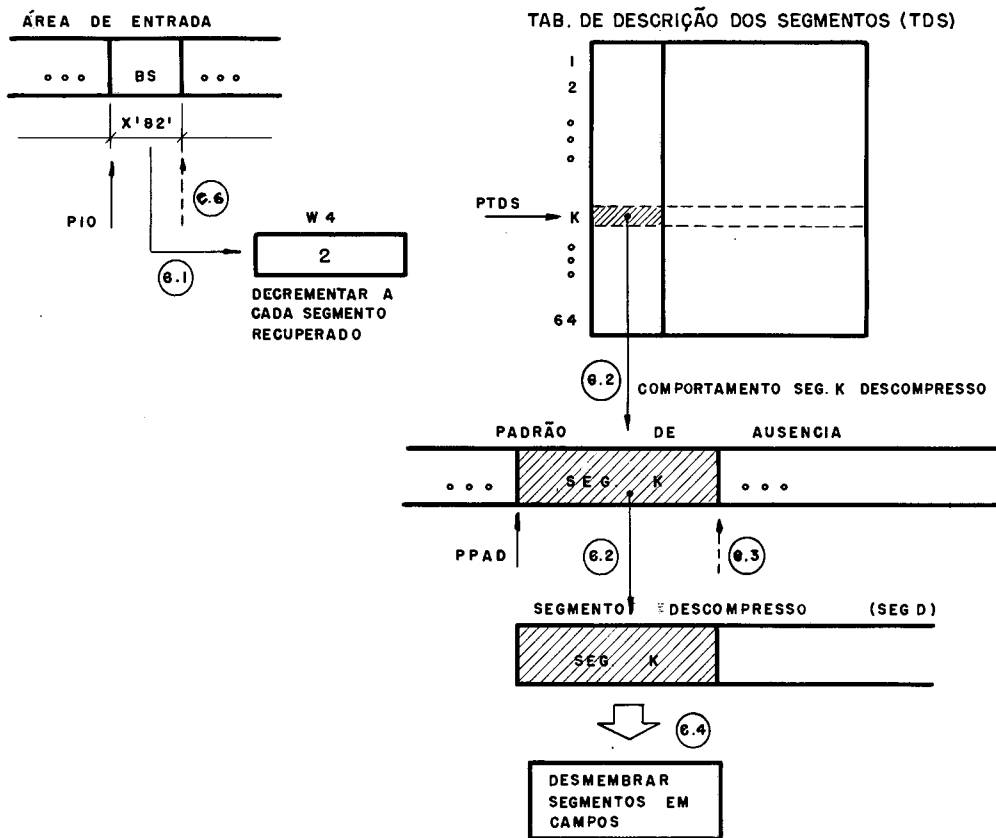 ÁREA DE ENTRADA
BS
X'82'
PIO
6.6
6.1
W4
2
DECREMENTAR A
CADA SEGMENTO
RECUPERADO
TAB. DE DESCRIÇÃO DOS SEGMENTOS (TDS)
1
2
PTDS
K
64
6.2
COMPORTAMENTO SEG. K DESCOMPRESSO
PADRÃO DE AUSENCIA
SEG. K
PPAD
6.2
6.3
SEGMENTO DESCOMPRESSO (SEG D)
SEG. K
6.4
DESMEMBRAR
SEGMENTOS EM
CAMPOS